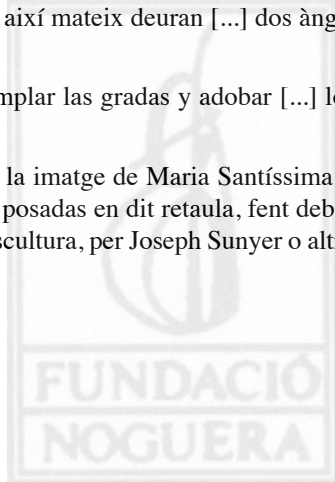 així mateix deuran [...] dos àng
mplar las gradas y adobar [...] l
la imatge de Maria Santíssima
posadas en dit retaula, fent deb
scultura, per Joseph Sunyer o alt
FUNDACIÓ
NOGUERA